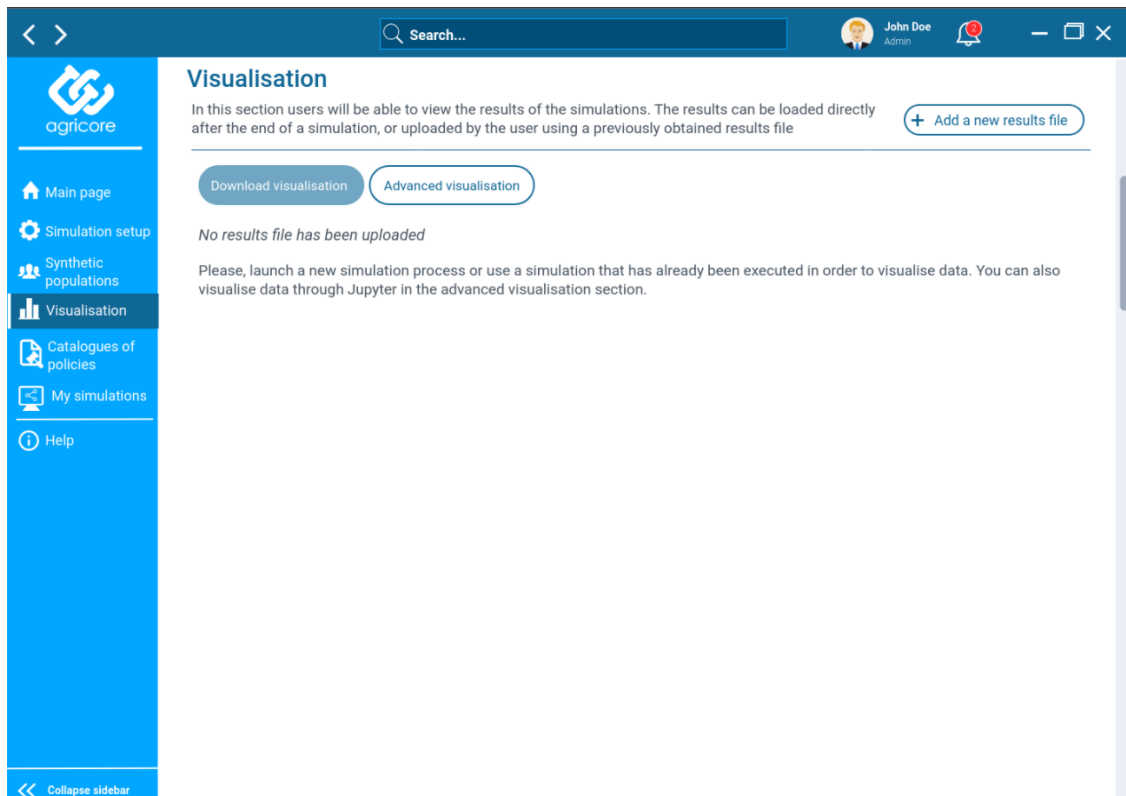 Search...
John Doe
Admin
2
agricore
Main page
Simulation setup
Synthetic
populations
Visualisation
Catalogues of
policies
My simulations
Help
Collapse sidebar
Visualisation
In this section users will be able to view the results of the simulations. The results can be loaded directly
after the end of a simulation, or uploaded by the user using a previously obtained results file
+ Add a new results file
Download visualisation
Advanced visualisation
No results file has been uploaded
Please, launch a new simulation process or use a simulation that has already been executed in order to visualise data. You can also
visualise data through Jupyter in the advanced visualisation section.